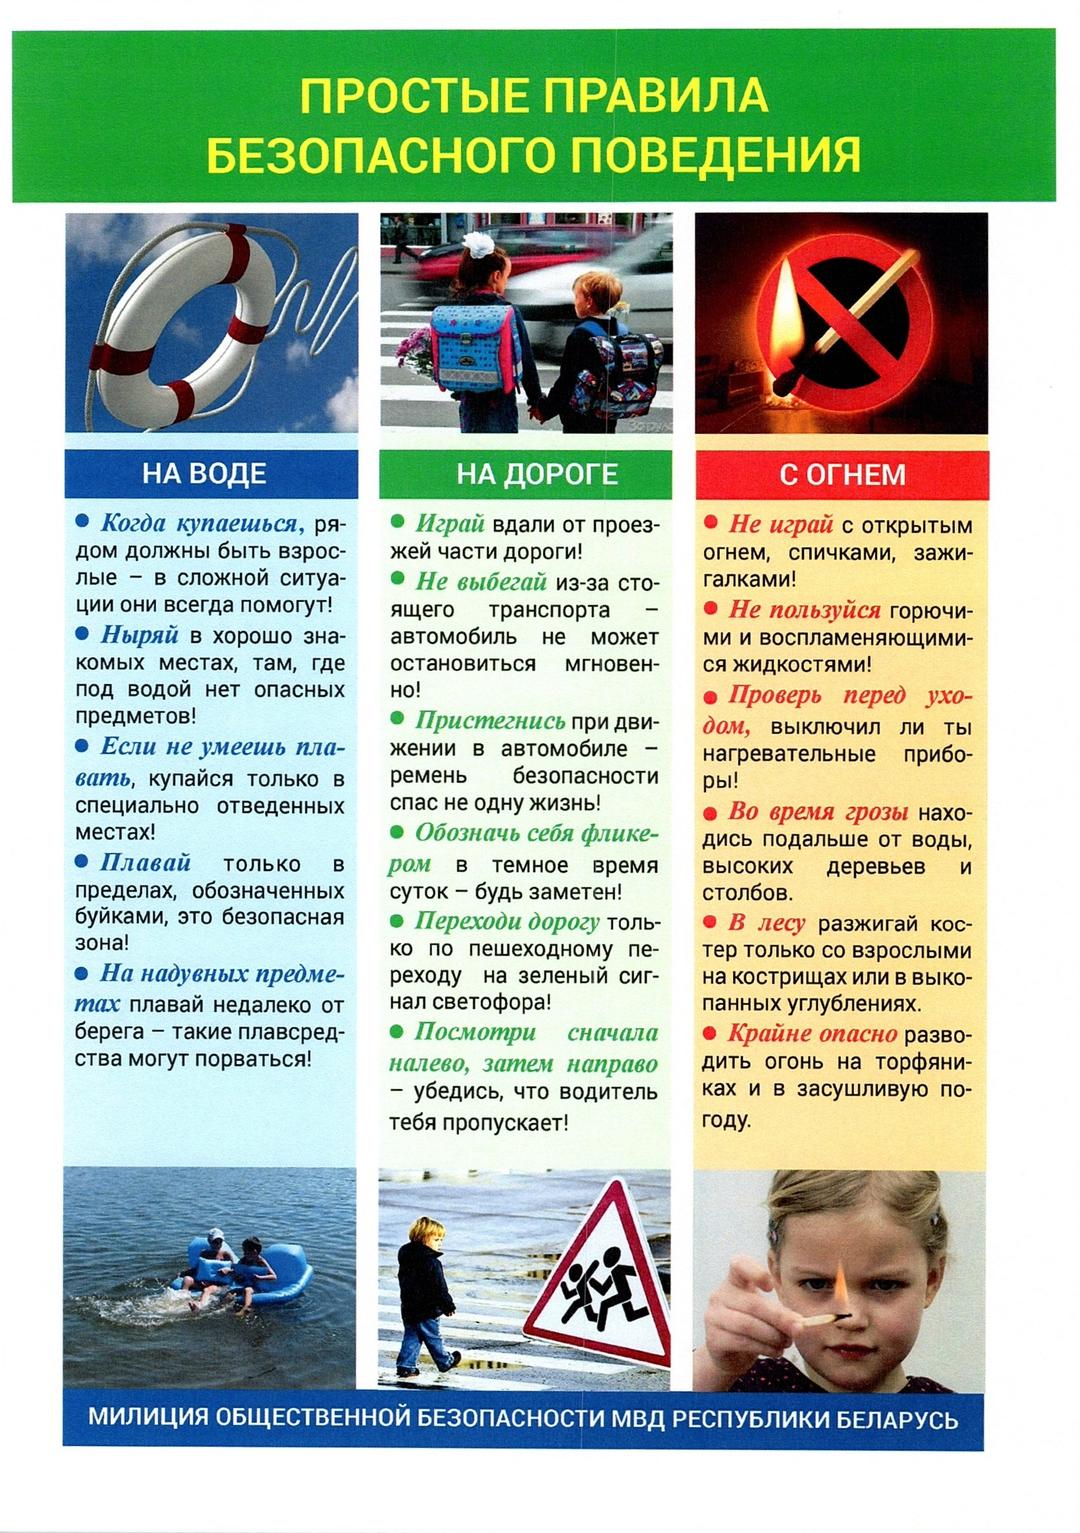 ПРОСТЫЕ ПРАВИЛА
БЕЗОПАСНОГО ПОВЕДЕНИЯ
НА ВОДЕ
● Когда купаешься, ря-
дом должны быть взрос-
лые – в сложной ситуа-
ции они всегда помогут!
● Ныряй в хорошо зна-
комых местах, там, где
под водой нет опасных
предметов!
● Если не умеешь пла-
вать, купайся только в
специально отведенных
местах!
● Плавай только в
пределах, обозначенных
буйками, это безопасная
зона!
● На надувных предме-
тах плавай недалеко от
берега – такие плавсред-
ства могут порваться!
НА ДОРОГЕ
● Играй вдали от проез-
жей части дороги!
● Не выбегай из-за сто-
ящего транспорта –
автомобиль не может
остановиться мгновен-
но!
● Пристегнись при дви-
жении в автомобиле –
ремень безопасности
спас не одну жизнь!
● Обозначь себя фликe-
ром в темное время
суток – будь заметен!
● Переходи дорогу толь-
ко по пешеходному пе-
реходу на зеленый сиг-
нал светофора!
● Посмотри сначала
налево, затем направо
– убедись, что водитель
тебя пропускает!
С ОГНЕМ
● Не играй с открытым
огнем, спичками, зажи-
галками!
● Не пользуйся горючи-
ми и воспламеняющими-
ся жидкостями!
● Проверь перед ухо-
дом, выключил ли ты
нагревательные прибо-
ры!
● Во время грозы нахо-
дись подальше от воды,
высоких деревьев и
столбов.
● В лесу разжигай кос-
тер только со взрослыми
на кострищах или в выко-
панных углублениях.
● Крайне опасно разво-
дить огонь на торфяни-
ках и в засушливую по-
году.
МИЛИЦИЯ ОБЩЕСТВЕННОЙ БЕЗОПАСНОСТИ МВД РЕСПУБЛИКИ БЕЛАРУСЬ